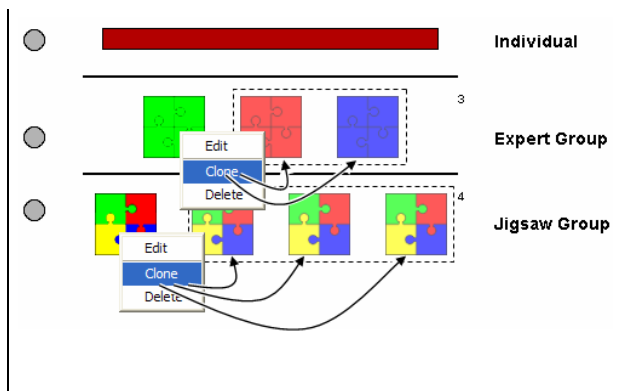 Individual
3
Edit
Expert Group
Clone
Delete
4
Jigsaw Group
Edit
Clone
Delete